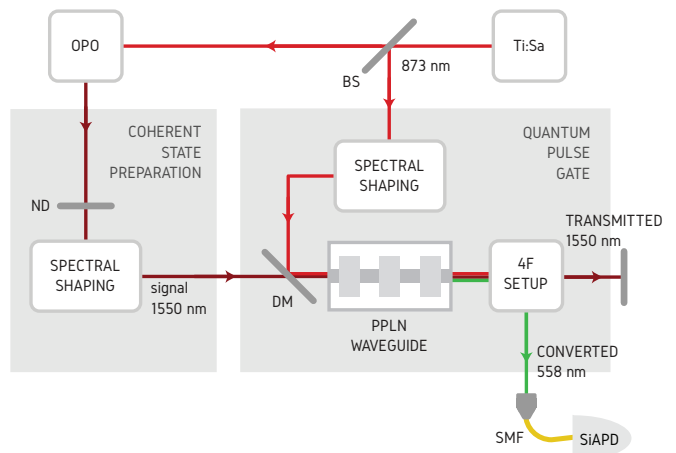 OPO
Ti:Sa
BS
873 nm
COHERENT
STATE
PREPARATION
QUANTUM
PULSE
GATE
SPECTRAL
SHAPING
ND
SPECTRAL
SHAPING
signal
1550 nm
DM
PPLN
WAVEGUIDE
4F
SETUP
TRANSMITTED
1550 nm
CONVERTED
558 nm
SMF
SiAPD